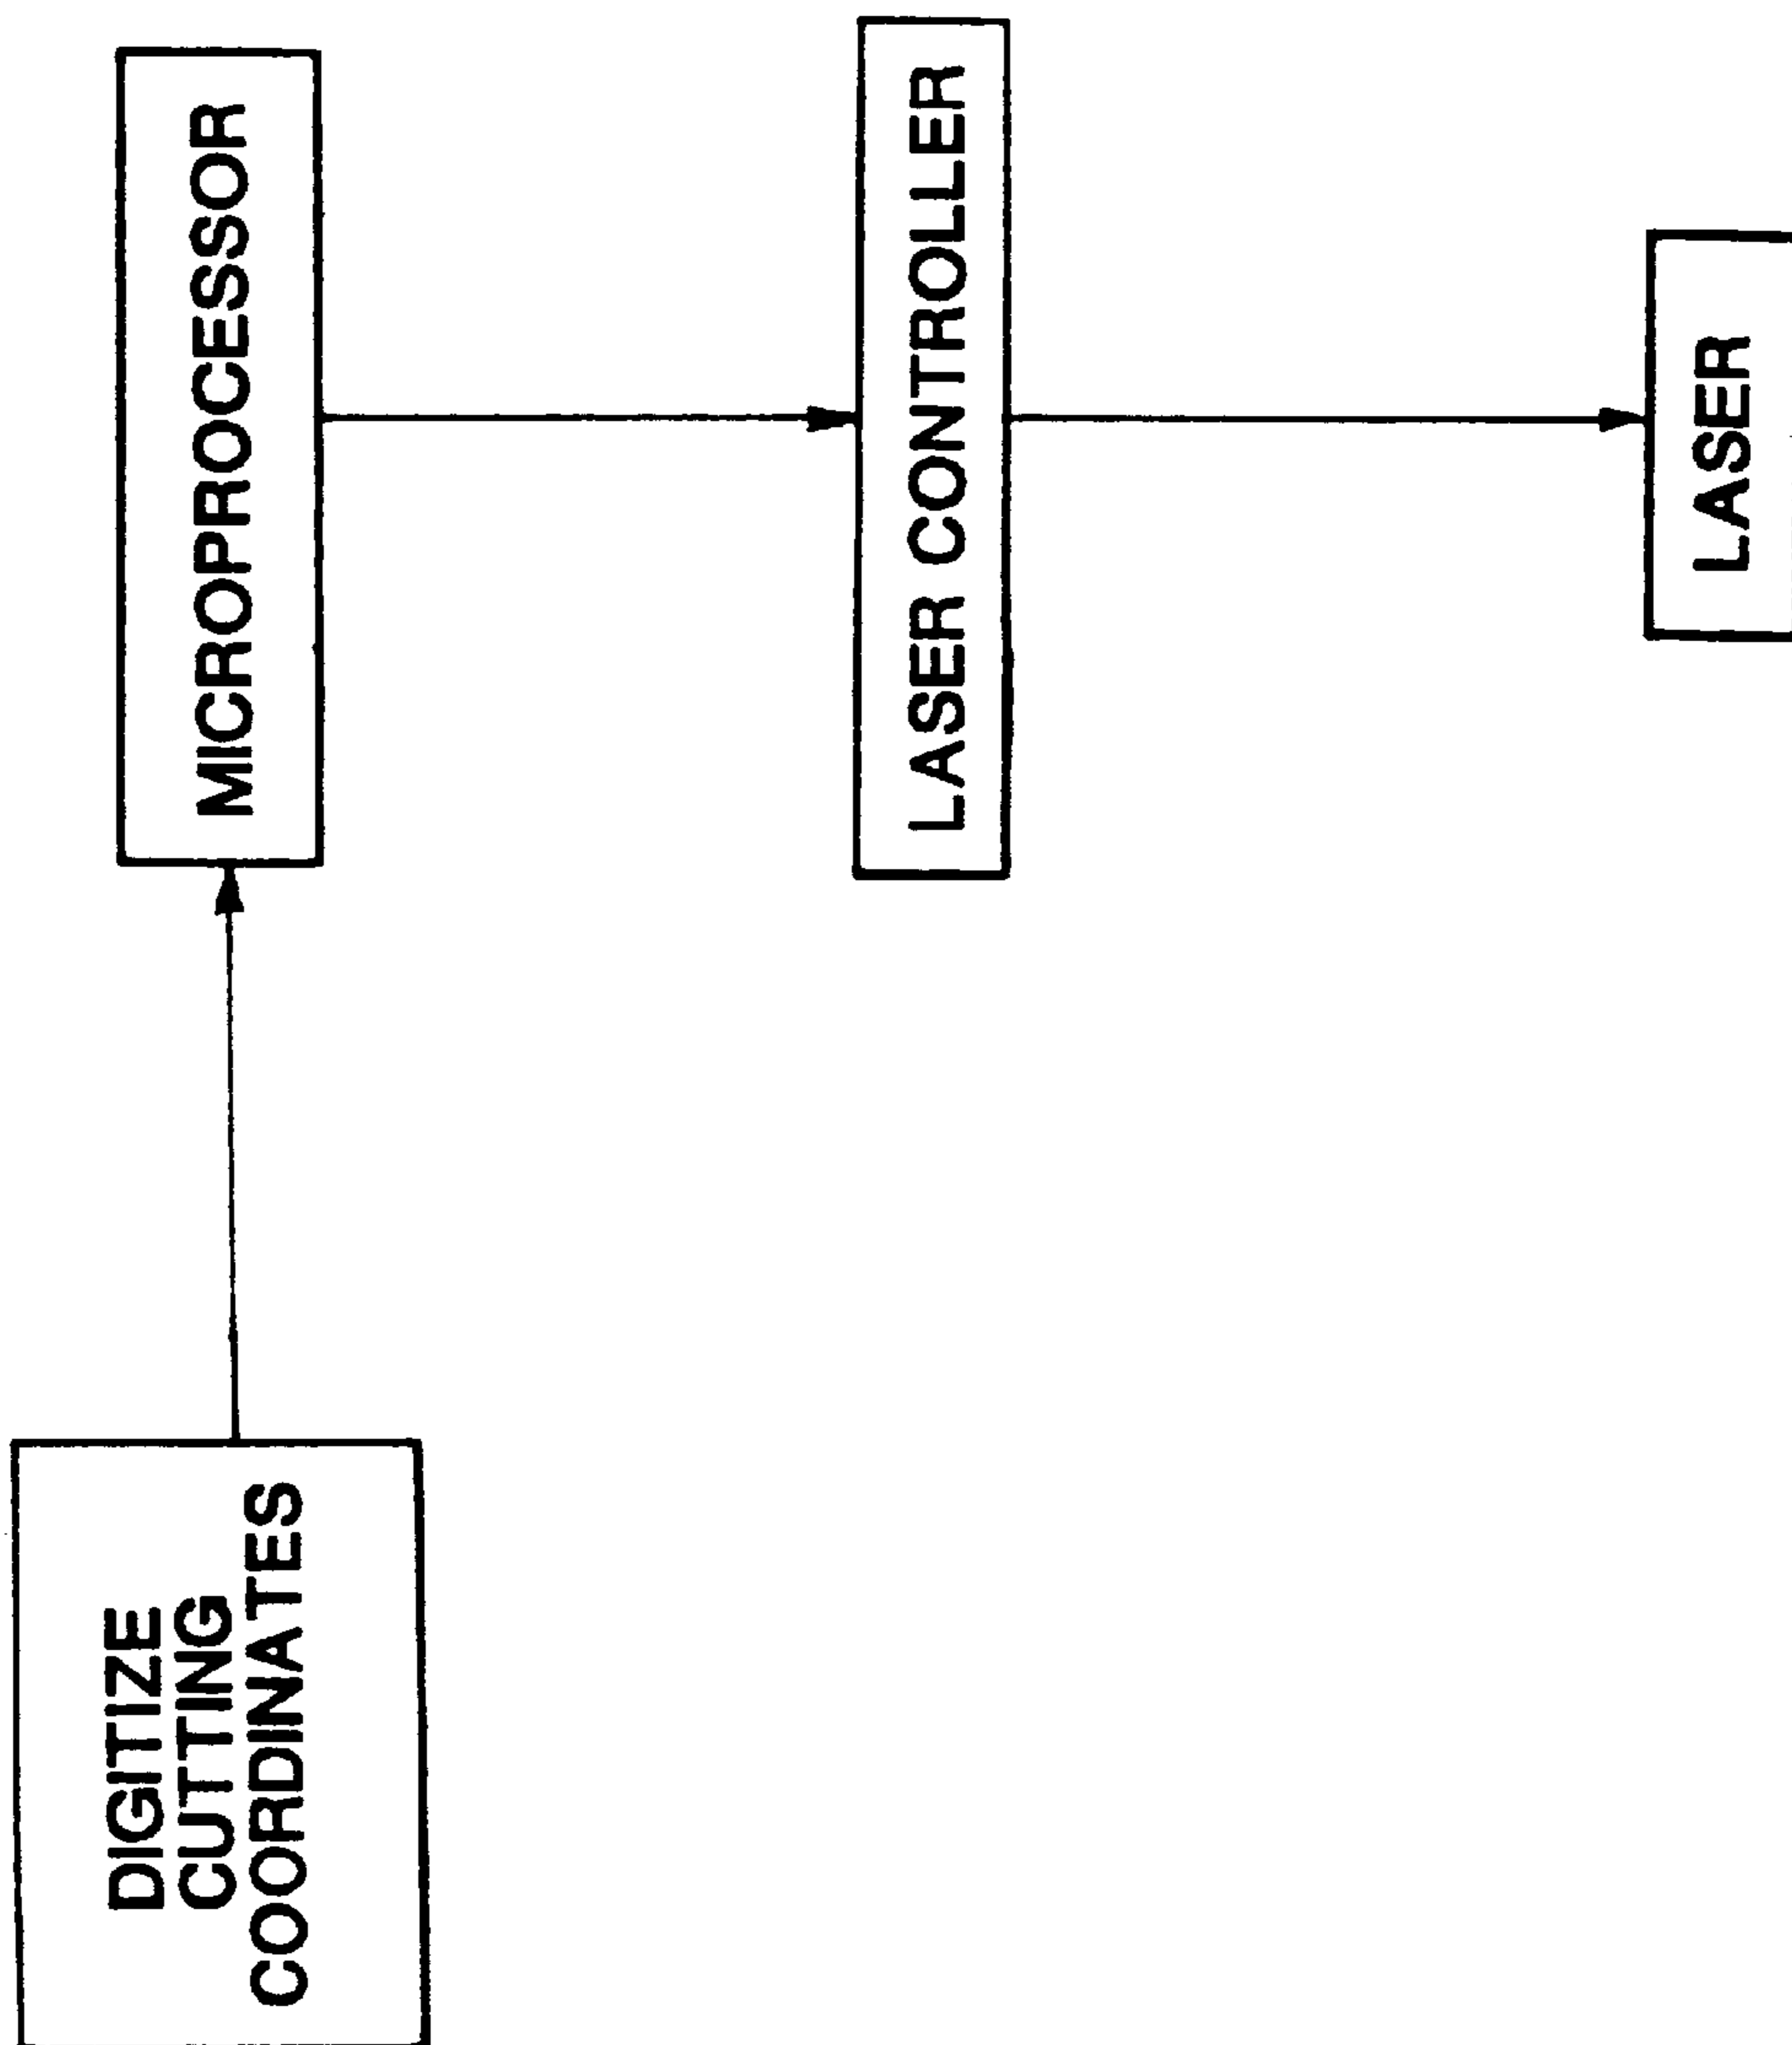 DIGITIZE
CUTTING
COORDINATES
MICROPROCESSOR
LASER CONTROLLER
LASER